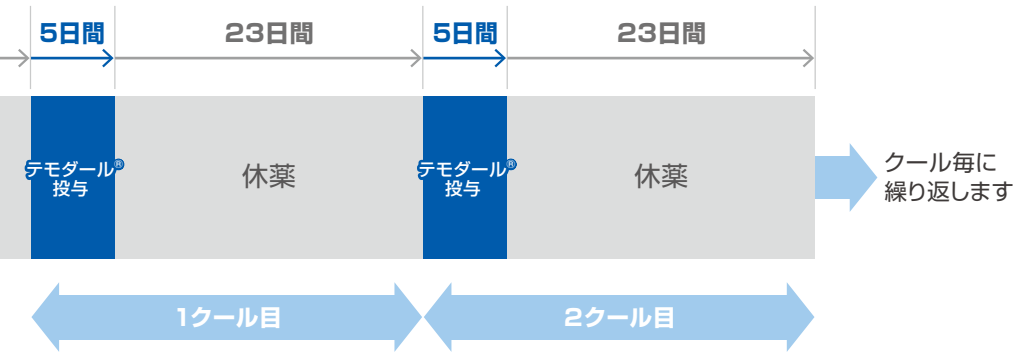 5日間
23日間
5日間
23日間
テモダール®
投与
休薬
テモダール®
投与
休薬
クール毎に
繰り返します
1クール目
2クール目